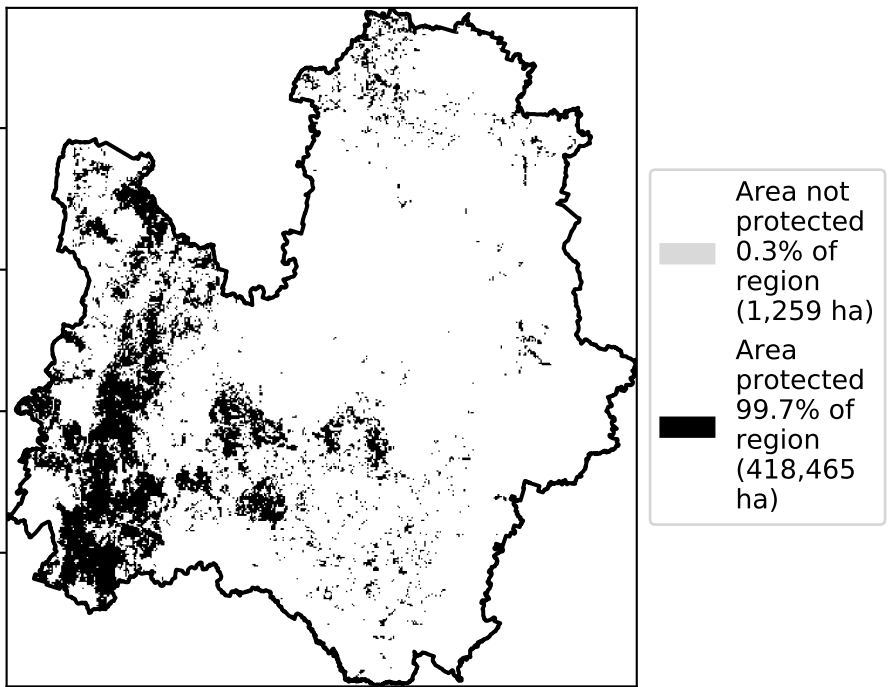 Area not
protected
0.3% of
region
(1,259 ha)
Area
protected
99.7% of
region
(418,465
ha)